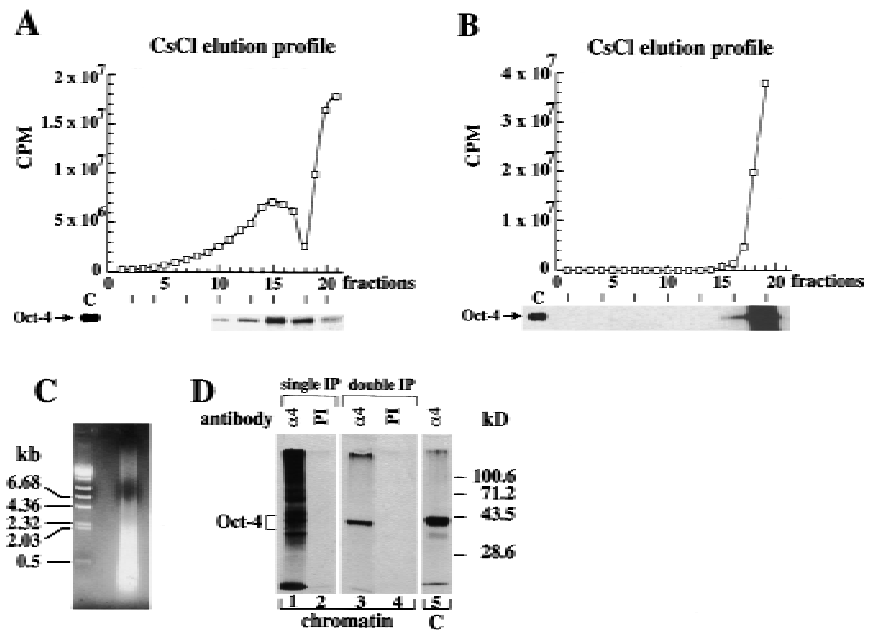 A
CsCl elution profile
2 x 10^7
1.5 x 10^7
1 x 10^7
5 x 10^6
0
CPM
0 5 10 15 20 fractions
C
Oct-4
B
CsCl elution profile
4 x 10^7
3 x 10^7
2 x 10^7
1 x 10^7
0
CPM
0 5 10 15 20 fractions
C
Oct-4
C
kb
6.68
4.36
2.32
2.03
0.5
D
single IP double IP
antibody α4 PI α4 PI α4 kD
100.6
71.2
43.5
28.6
Oct-4
1 2 3 4 5
chromatin C